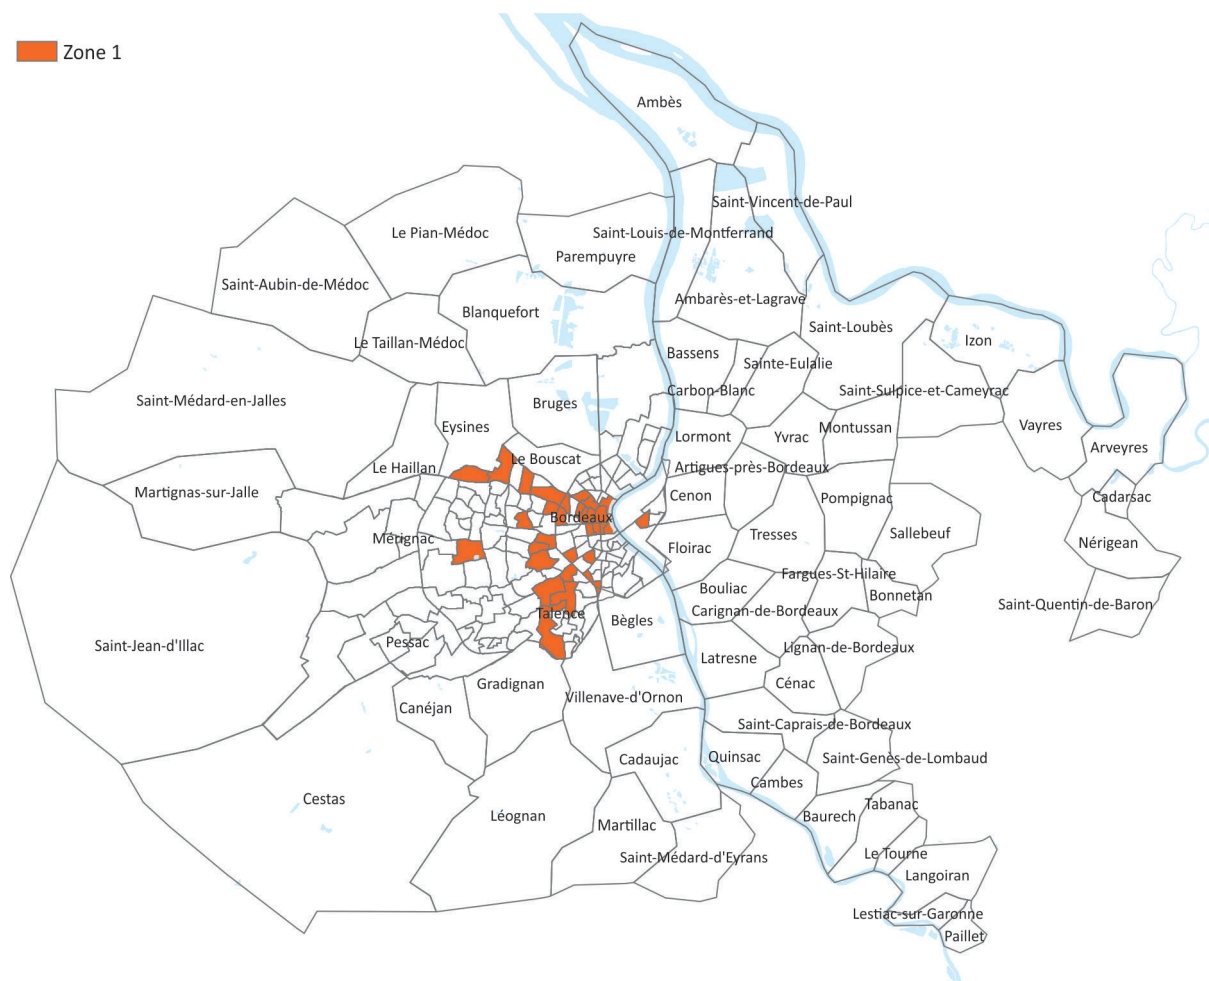 Zone 1
Ambès
Saint-Vincent-de-Paul
Le Pian-Médoc
Saint-Louis-de-Montferrand
Parempuyre
Saint-Aubin-de-Médoc
Ambarès-et-Lagrave
Blanquefort
Saint-Loubès
Izon
Le Taillan-Médoc
Bassens
Sainte-Eulalie
Carbon-Blanc
Saint-Sulpice-et-Cameyrac
Saint-Médard-en-Jalles
Bruges
Eysines
Vayres
Montussan
Lormont
Yvrac
Arveyres
Le Bouscat
Le Haillan
Artigues-près-Bordeaux
Martignas-sur-Jalle
Cenon
Pompignac
Cadarsac
Bordeaux
Mérignac
Tresses
Sallebeuf
Nérigean
Floirac
Fargues-St-Hilaire
Bouliac
Bonnetan
Saint-Quentin-de-Baron
Carignan-de-Bordeaux
Talence
Bègles
Saint-Jean-d'Illac
Pessac
Lignan-de-Bordeaux
Latresne
Gradignan
Cénac
Villenave-d'Ornon
Canéjan
Saint-Caprais-de-Bordeaux
Cadaujac
Quinsac
Saint-Genès-de-Lombaud
Cambes
Cestas
Tabanac
Léognan
Baurech
Martillac
Saint-Médard-d'Eyrans
Le Tourne
Langoiran
Lestiac-sur-Garonne
Paillet